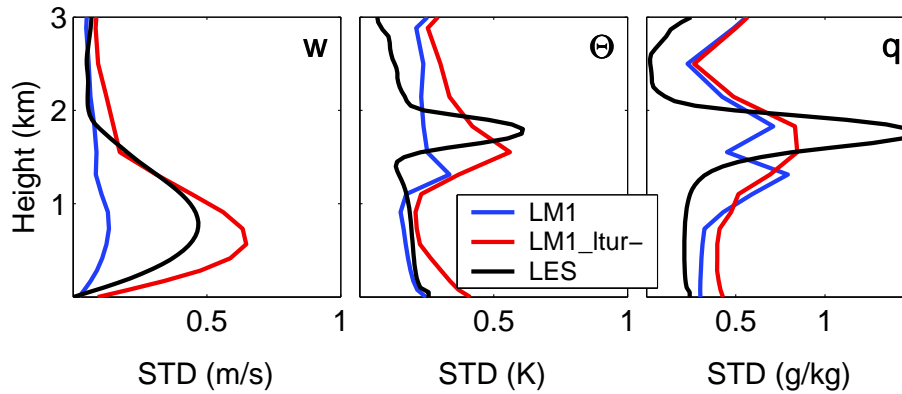 3
2
1
Height (km)
w
Θ
q
LM1
LM1_ltur-
LES
0.5
1
0.5
1
0.5
1
STD (m/s)
STD (K)
STD (g/kg)